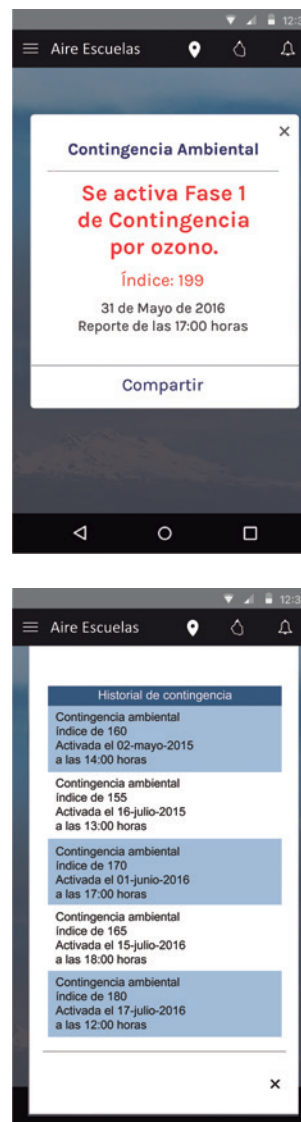 12:3
Aire Escuelas
Contingencia Ambiental
Se activa Fase 1
de Contingencia
por ozono.
Índice: 199
31 de Mayo de 2016
Reporte de las 17:00 horas
Compartir
12:3
Aire Escuelas
Historial de contingencia
Contingencia ambiental
índice de 160
Activada el 02-mayo-2015
a las 14:00 horas
Contingencia ambiental
índice de 155
Activada el 16-julio-2015
a las 13:00 horas
Contingencia ambiental
índice de 170
Activada el 01-junio-2016
a las 17:00 horas
Contingencia ambiental
índice de 165
Activada el 15-julio-2016
a las 18:00 horas
Contingencia ambiental
índice de 180
Activada el 17-julio-2016
a las 12:00 horas